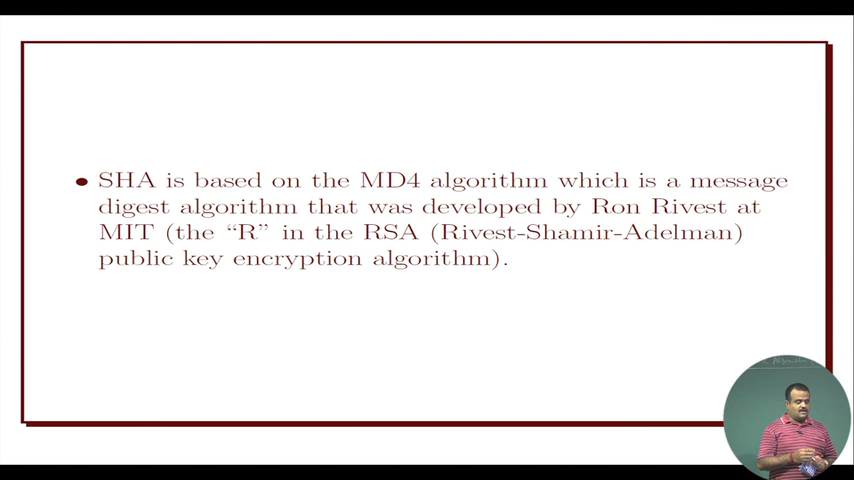 • SHA is based on the MD4 algorithm which is a message
digest algorithm that was developed by Ron Rivest at
MIT (the “R” in the RSA (Rivest-Shamir-Adelman)
public key encryption algorithm).